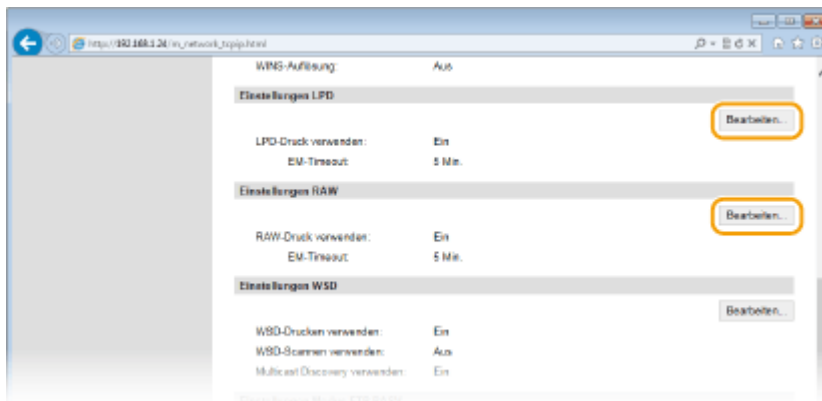 http://192.168.1.24/m_network_tcpip.html
WINS-Auflösung: Aus
Einstellungen LPD
Bearbeiten...
LPD-Druck verwenden: Ein
EM-Timeout: 5 Min.
Einstellungen RAW
Bearbeiten...
RAW-Druck verwenden: Ein
EM-Timeout: 5 Min.
Einstellungen WSD
Bearbeiten...
WSD-Drucken verwenden: Ein
WSD-Scannen verwenden: Aus
Multicast Discovery verwenden: Ein